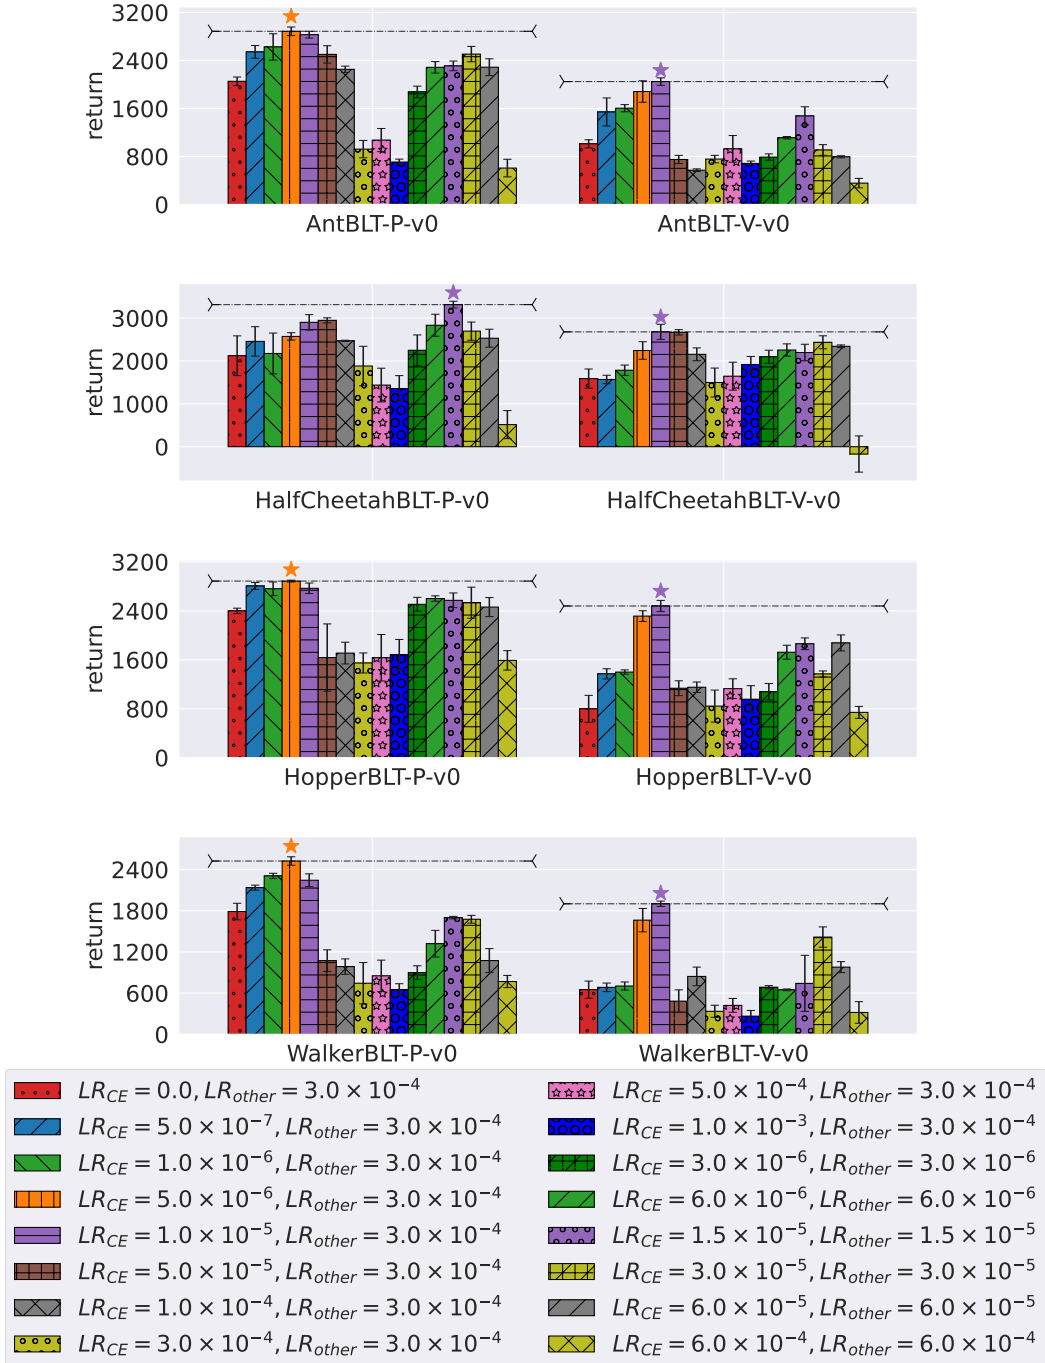 3200
2400
1600
800
0
return
AntBLT-P-v0
AntBLT-V-v0
3000
2000
1000
0
return
HalfCheetahBLT-P-v0
HalfCheetahBLT-V-v0
3200
2400
1600
800
0
return
HopperBLT-P-v0
HopperBLT-V-v0
2400
1800
1200
600
0
return
WalkerBLT-P-v0
WalkerBLT-V-v0
LR_CE = 0.0, LR_other = 3.0 × 10^−4
LR_CE = 5.0 × 10^−7, LR_other = 3.0 × 10^−4
LR_CE = 1.0 × 10^−6, LR_other = 3.0 × 10^−4
LR_CE = 5.0 × 10^−6, LR_other = 3.0 × 10^−4
LR_CE = 1.0 × 10^−5, LR_other = 3.0 × 10^−4
LR_CE = 5.0 × 10^−5, LR_other = 3.0 × 10^−4
LR_CE = 1.0 × 10^−4, LR_other = 3.0 × 10^−4
LR_CE = 3.0 × 10^−4, LR_other = 3.0 × 10^−4
LR_CE = 5.0 × 10^−4, LR_other = 3.0 × 10^−4
LR_CE = 1.0 × 10^−3, LR_other = 3.0 × 10^−4
LR_CE = 3.0 × 10^−6, LR_other = 3.0 × 10^−6
LR_CE = 6.0 × 10^−6, LR_other = 6.0 × 10^−6
LR_CE = 1.5 × 10^−5, LR_other = 1.5 × 10^−5
LR_CE = 3.0 × 10^−5, LR_other = 3.0 × 10^−5
LR_CE = 6.0 × 10^−5, LR_other = 6.0 × 10^−5
LR_CE = 6.0 × 10^−4, LR_other = 6.0 × 10^−4